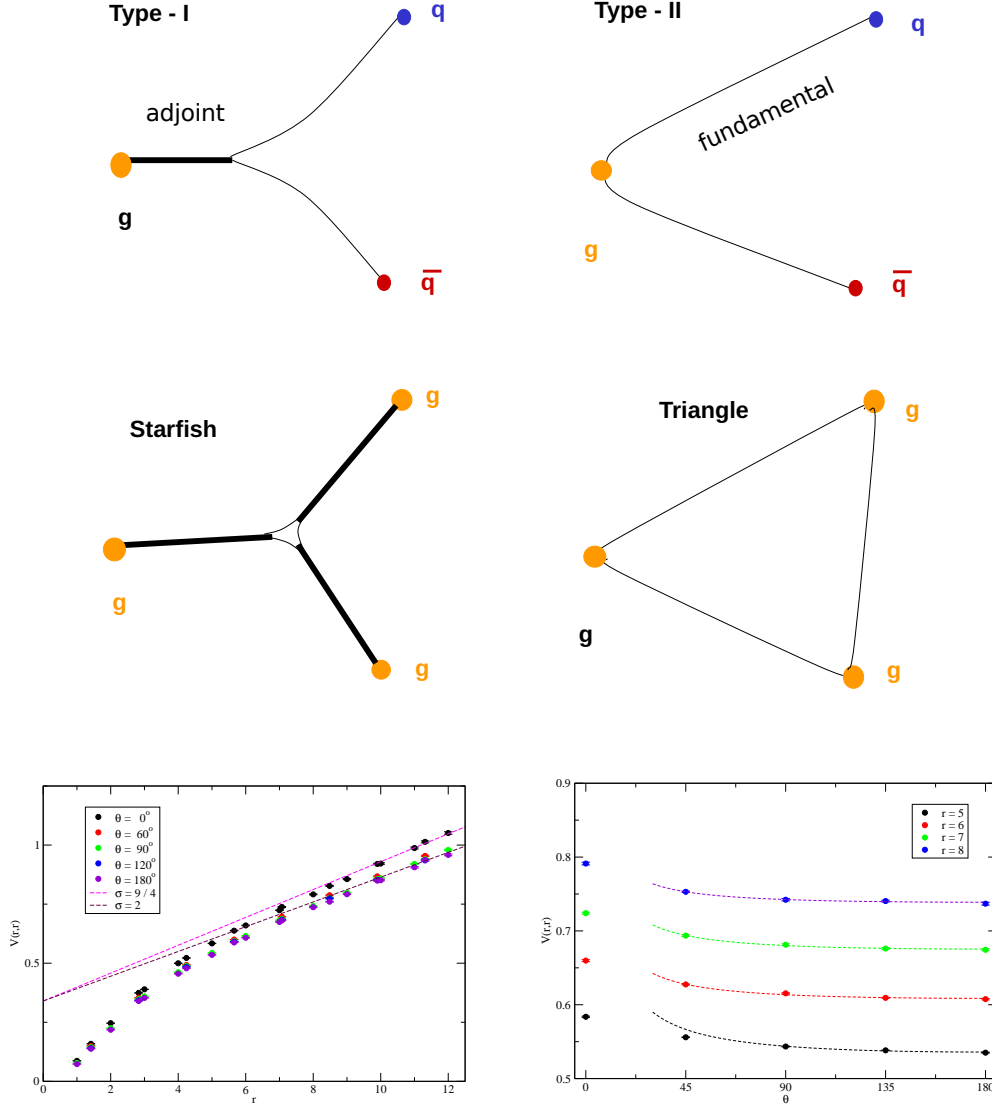 Type - I
q
adjoint
g
q
Type - II
q
fundamental
g
q
Starfish
g
g
g
Triangle
g
g
g
V(r,r)
1
0.5
0
θ = 0°
θ = 60°
θ = 90°
θ = 120°
θ = 180°
σ = 9 / 4
σ = 2
0 2 4 6 8 10 12
r
V(r,r)
0.9
0.8
0.7
0.6
0.5
r = 5
r = 6
r = 7
r = 8
0 45 90 135 180
θ